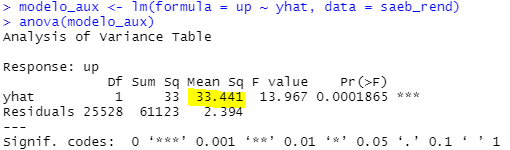 > modelo_aux <- lm(formula = up ~ yhat, data = saeb_rend)
> anova(modelo_aux)
Analysis of Variance Table
Response: up
Df Sum Sq Mean Sq F value Pr(>F)
yhat 1 33 33.441 13.967 0.0001865 ***
Residuals 25528 61123 2.394
---
Signif. codes: 0 ‘***’ 0.001 ‘**’ 0.01 ‘*’ 0.05 ‘.’ 0.1 ‘ ’ 1